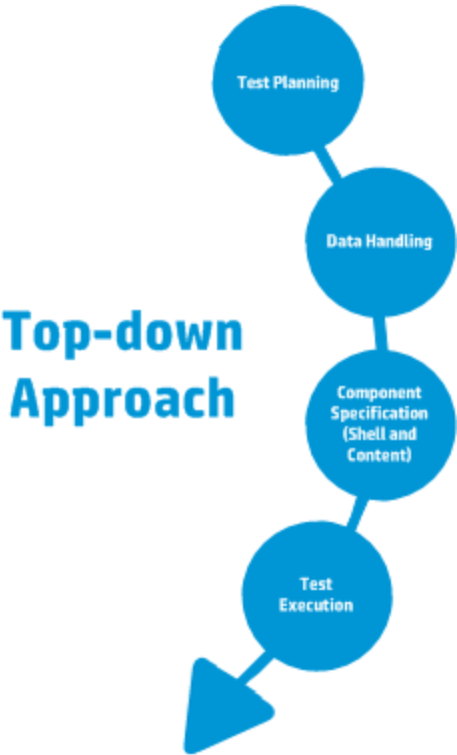 Test Planning
Data Handling
Top-down
Approach
Component
Specification
(Shell and
Content)
Test
Execution